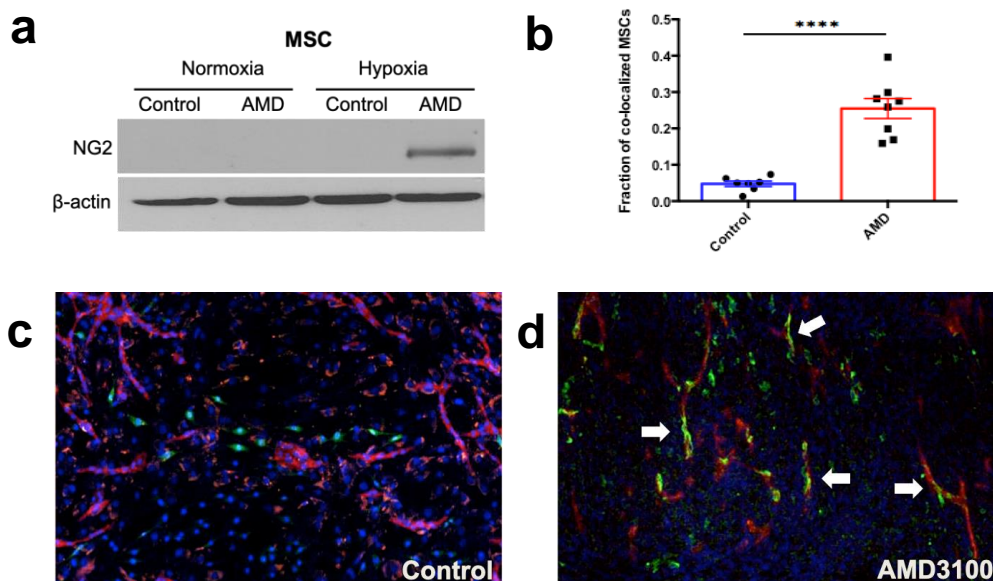 a
MSC
Normoxia Hypoxia
Control AMD Control AMD
NG2
β-actin
b
Fraction of co-localized MSCs
0.5
0.4
0.3
0.2
0.1
0.0
****
Control
AMD
c
Control
d
AMD3100